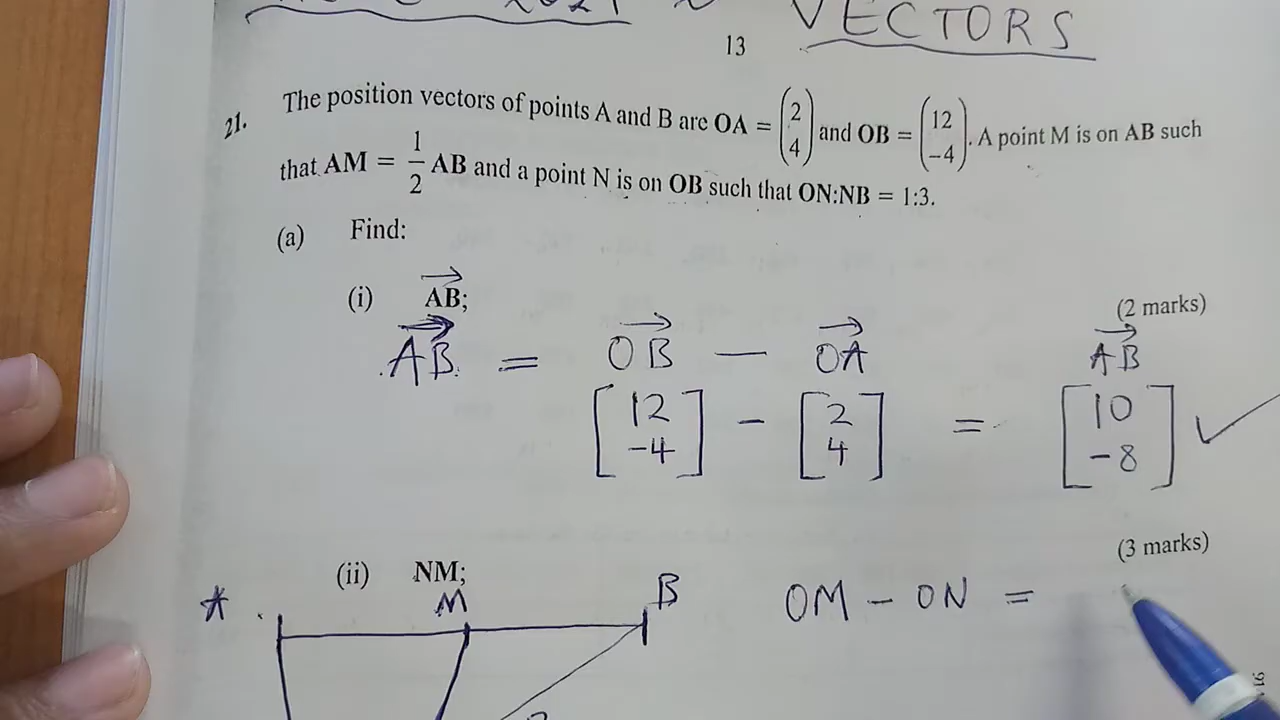 2021 VECTORS
13
21. The position vectors of points A and B are OA = (2 4) and OB = (12 -4). A point M is on AB such
that AM = 1/2 AB and a point N is on OB such that ON:NB = 1:3.
(a) Find:
(i) AB;
(2 marks)
AB = OB - OA AB
[12 -4] - [2 4] = [10 -8] ✓
(3 marks)
(ii) NM;
A M B OM - ON =